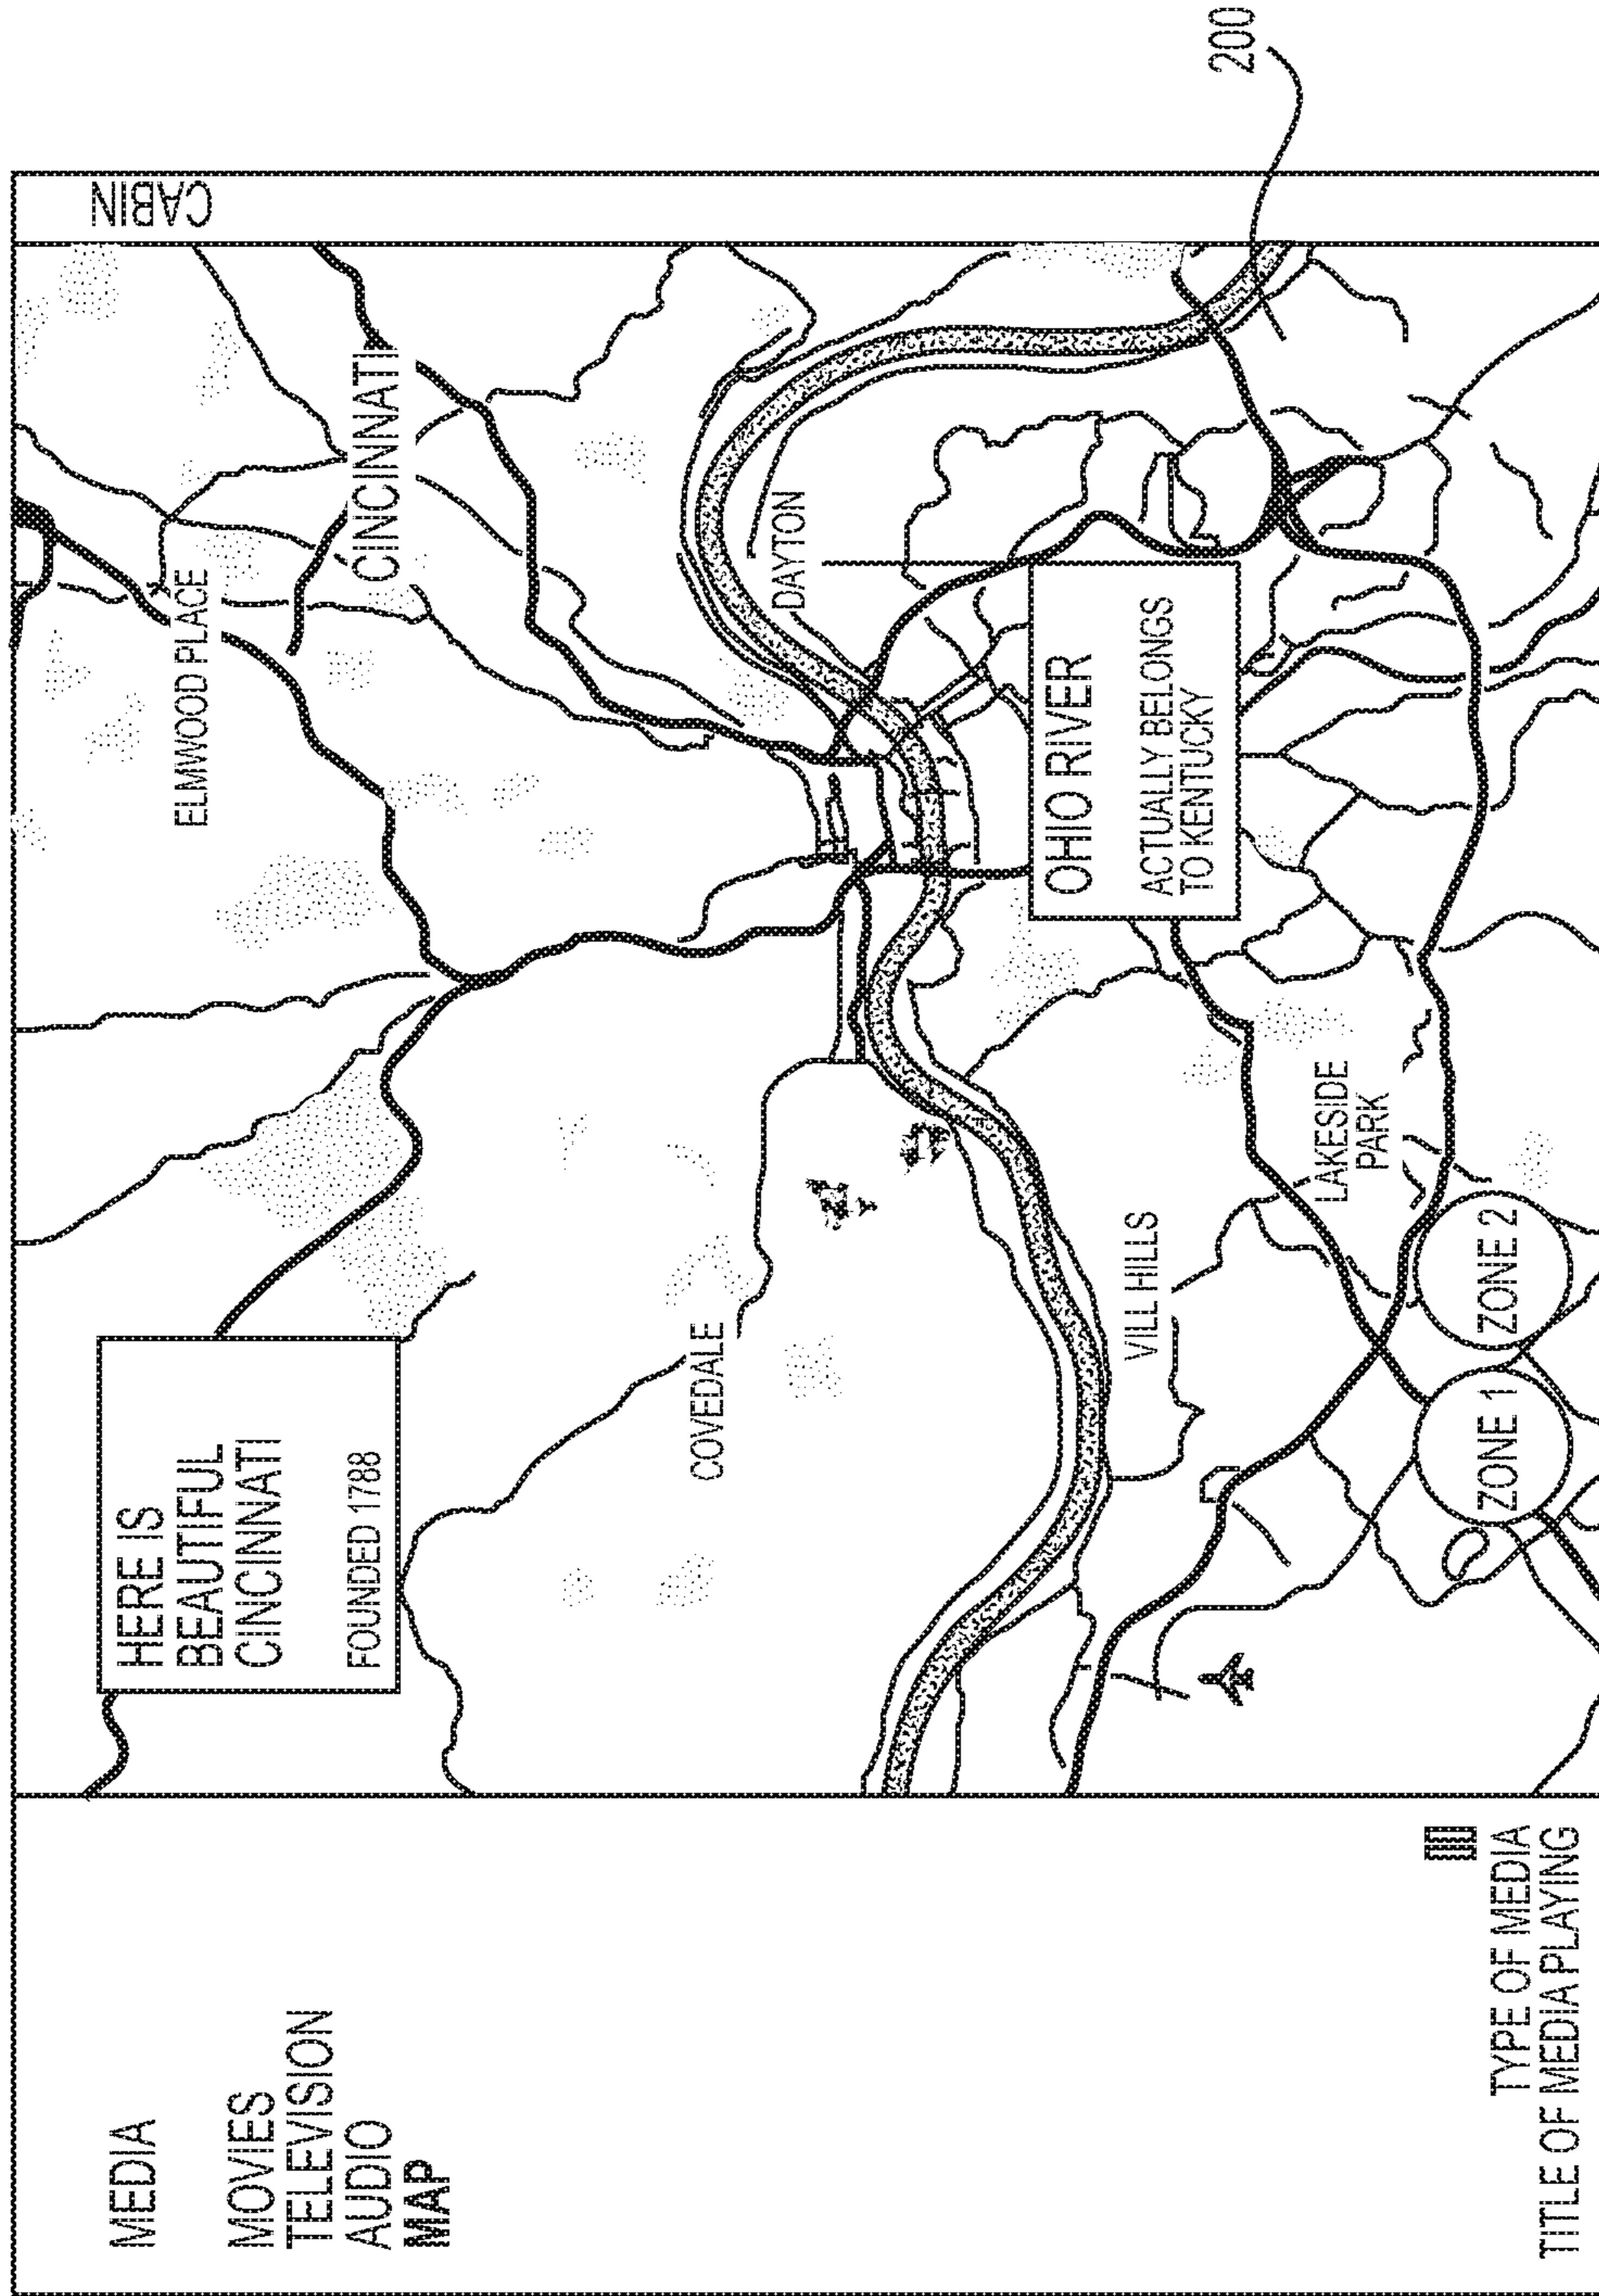 MEDIA
MOVIES
TELEVISION
AUDIO
MAP
TYPE OF MEDIA
TITLE OF MEDIA PLAYING
HERE IS
BEAUTIFUL
CINCINNATI
FOUNDED 1788
ELMWOOD PLACE
CINCINNATI
COVEDALE
DAYTON
OHIO RIVER
ACTUALLY BELONGS
TO KENTUCKY
VILL HILLS
LAKESIDE
PARK
ZONE 1
ZONE 2
CABIN
200